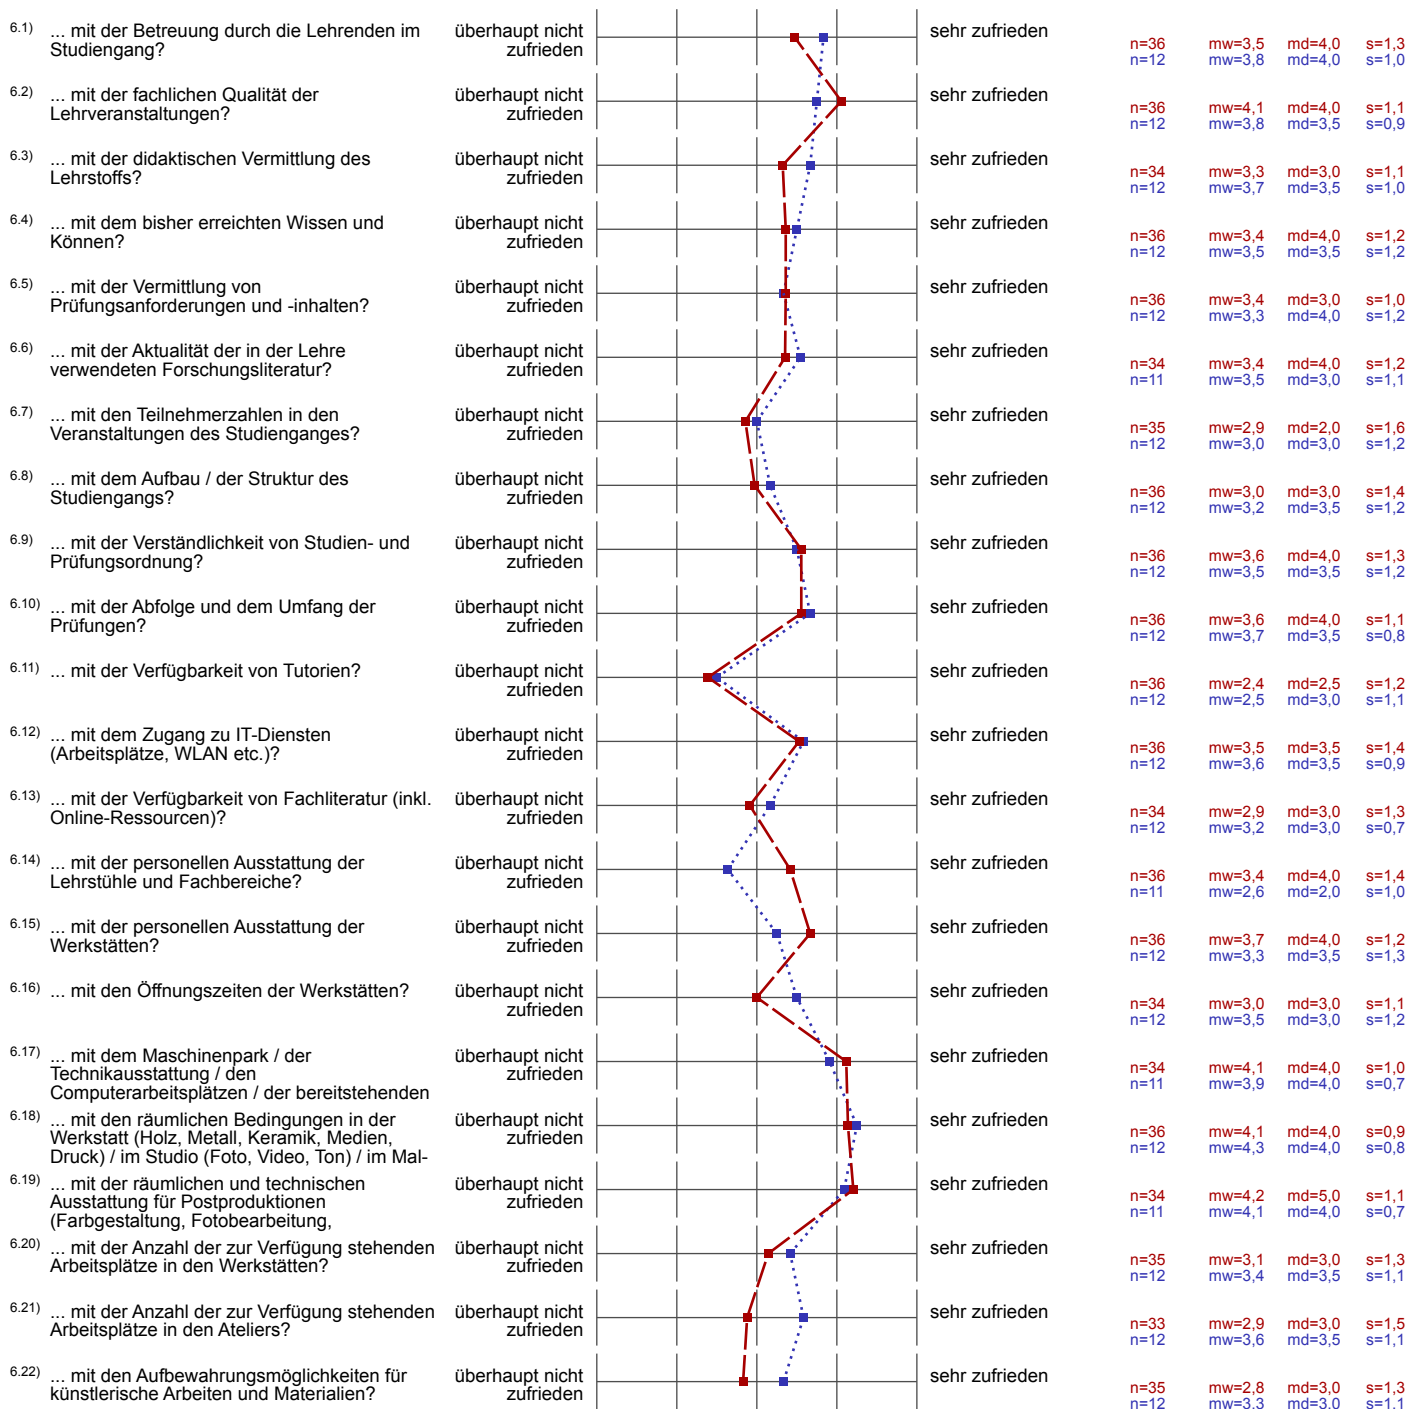 6.1) ... mit der Betreuung durch die Lehrenden im
Studiengang?
überhaupt nicht
zufrieden
sehr zufrieden
n=36 mw=3,5 md=4,0 s=1,3
n=12 mw=3,8 md=4,0 s=1,0
6.2) ... mit der fachlichen Qualität der
Lehrveranstaltungen?
überhaupt nicht
zufrieden
sehr zufrieden
n=36 mw=4,1 md=4,0 s=1,1
n=12 mw=3,8 md=3,5 s=0,9
6.3) ... mit der didaktischen Vermittlung des
Lehrstoffs?
überhaupt nicht
zufrieden
sehr zufrieden
n=34 mw=3,3 md=3,0 s=1,1
n=12 mw=3,7 md=3,5 s=1,0
6.4) ... mit dem bisher erreichten Wissen und
Können?
überhaupt nicht
zufrieden
sehr zufrieden
n=36 mw=3,4 md=4,0 s=1,2
n=12 mw=3,5 md=3,5 s=1,2
6.5) ... mit der Vermittlung von
Prüfungsanforderungen und -inhalten?
überhaupt nicht
zufrieden
sehr zufrieden
n=36 mw=3,4 md=3,0 s=1,0
n=12 mw=3,3 md=4,0 s=1,2
6.6) ... mit der Aktualität der in der Lehre
verwendeten Forschungsliteratur?
überhaupt nicht
zufrieden
sehr zufrieden
n=34 mw=3,4 md=4,0 s=1,2
n=11 mw=3,5 md=3,0 s=1,1
6.7) ... mit den Teilnehmerzahlen in den
Veranstaltungen des Studienganges?
überhaupt nicht
zufrieden
sehr zufrieden
n=35 mw=2,9 md=2,0 s=1,6
n=12 mw=3,0 md=3,0 s=1,2
6.8) ... mit dem Aufbau / der Struktur des
Studiengangs?
überhaupt nicht
zufrieden
sehr zufrieden
n=36 mw=3,0 md=3,0 s=1,4
n=12 mw=3,2 md=3,5 s=1,2
6.9) ... mit der Verständlichkeit von Studien- und
Prüfungsordnung?
überhaupt nicht
zufrieden
sehr zufrieden
n=36 mw=3,6 md=4,0 s=1,3
n=12 mw=3,5 md=3,5 s=1,2
6.10) ... mit der Abfolge und dem Umfang der
Prüfungen?
überhaupt nicht
zufrieden
sehr zufrieden
n=36 mw=3,6 md=4,0 s=1,1
n=12 mw=3,7 md=3,5 s=0,8
6.11) ... mit der Verfügbarkeit von Tutorien?
überhaupt nicht
zufrieden
sehr zufrieden
n=36 mw=2,4 md=2,5 s=1,2
n=12 mw=2,5 md=3,0 s=1,1
6.12) ... mit dem Zugang zu IT-Diensten
(Arbeitsplätze, WLAN etc.)?
überhaupt nicht
zufrieden
sehr zufrieden
n=36 mw=3,5 md=3,5 s=1,4
n=12 mw=3,6 md=3,5 s=0,9
6.13) ... mit der Verfügbarkeit von Fachliteratur (inkl.
Online-Ressourcen)?
überhaupt nicht
zufrieden
sehr zufrieden
n=34 mw=2,9 md=3,0 s=1,3
n=12 mw=3,2 md=3,0 s=0,7
6.14) ... mit der personellen Ausstattung der
Lehrstühle und Fachbereiche?
überhaupt nicht
zufrieden
sehr zufrieden
n=36 mw=3,4 md=4,0 s=1,4
n=11 mw=2,6 md=2,0 s=1,0
6.15) ... mit der personellen Ausstattung der
Werkstätten?
überhaupt nicht
zufrieden
sehr zufrieden
n=36 mw=3,7 md=4,0 s=1,2
n=12 mw=3,3 md=3,5 s=1,3
6.16) ... mit den Öffnungszeiten der Werkstätten?
überhaupt nicht
zufrieden
sehr zufrieden
n=34 mw=3,0 md=3,0 s=1,1
n=12 mw=3,5 md=3,0 s=1,2
6.17) ... mit dem Maschinenpark / der
Technikausstattung / den
Computerarbeitsplätzen / der bereitstehenden
überhaupt nicht
zufrieden
sehr zufrieden
n=34 mw=4,1 md=4,0 s=1,0
n=11 mw=3,9 md=4,0 s=0,7
6.18) ... mit den räumlichen Bedingungen in der
Werkstatt (Holz, Metall, Keramik, Medien,
Druck) / im Studio (Foto, Video, Ton) / im Mal-
überhaupt nicht
zufrieden
sehr zufrieden
n=36 mw=4,1 md=4,0 s=0,9
n=12 mw=4,3 md=4,0 s=0,8
6.19) ... mit der räumlichen und technischen
Ausstattung für Postproduktionen
(Farbgestaltung, Fotobearbeitung,
überhaupt nicht
zufrieden
sehr zufrieden
n=34 mw=4,2 md=5,0 s=1,1
n=11 mw=4,1 md=4,0 s=0,7
6.20) ... mit der Anzahl der zur Verfügung stehenden
Arbeitsplätze in den Werkstätten?
überhaupt nicht
zufrieden
sehr zufrieden
n=35 mw=3,1 md=3,0 s=1,3
n=12 mw=3,4 md=3,5 s=1,1
6.21) ... mit der Anzahl der zur Verfügung stehenden
Arbeitsplätze in den Ateliers?
überhaupt nicht
zufrieden
sehr zufrieden
n=33 mw=2,9 md=3,0 s=1,5
n=12 mw=3,6 md=3,5 s=1,1
6.22) ... mit den Aufbewahrungsmöglichkeiten für
künstlerische Arbeiten und Materialien?
überhaupt nicht
zufrieden
sehr zufrieden
n=35 mw=2,8 md=3,0 s=1,3
n=12 mw=3,3 md=3,0 s=1,1